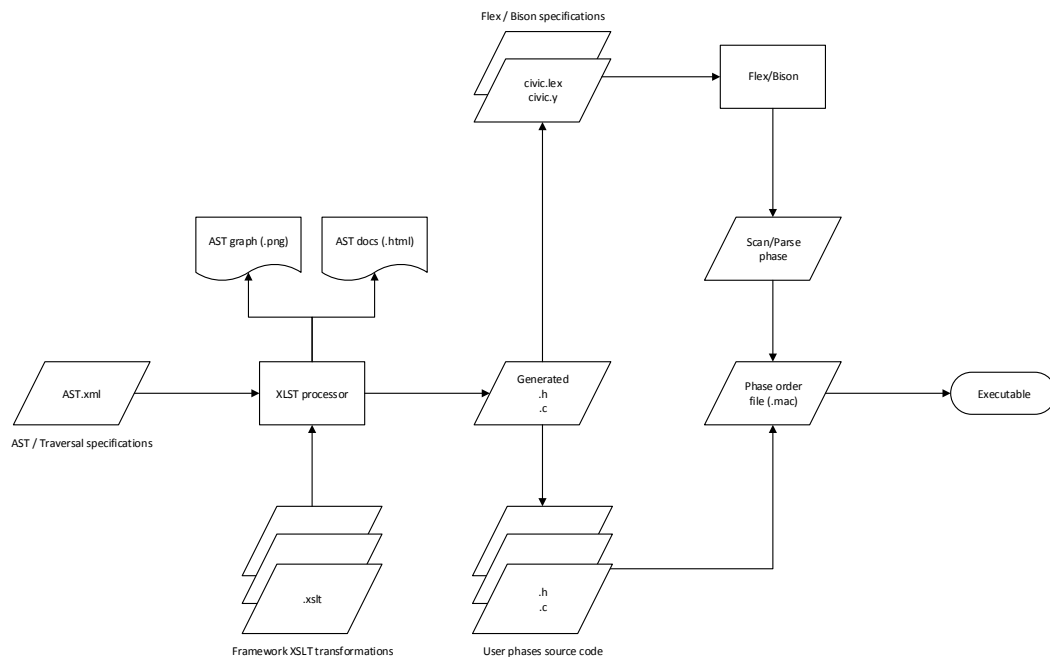 Flex / Bison specifications
civic.lex
civic.y
Flex/Bison
AST graph (.png)
AST docs (.html)
Scan/Parse
phase
AST.xml
AST / Traversal specifications
XLST processor
Generated
.h
.c
Phase order
file (.mac)
Executable
.xslt
Framework XSLT transformations
.h
.c
User phases source code